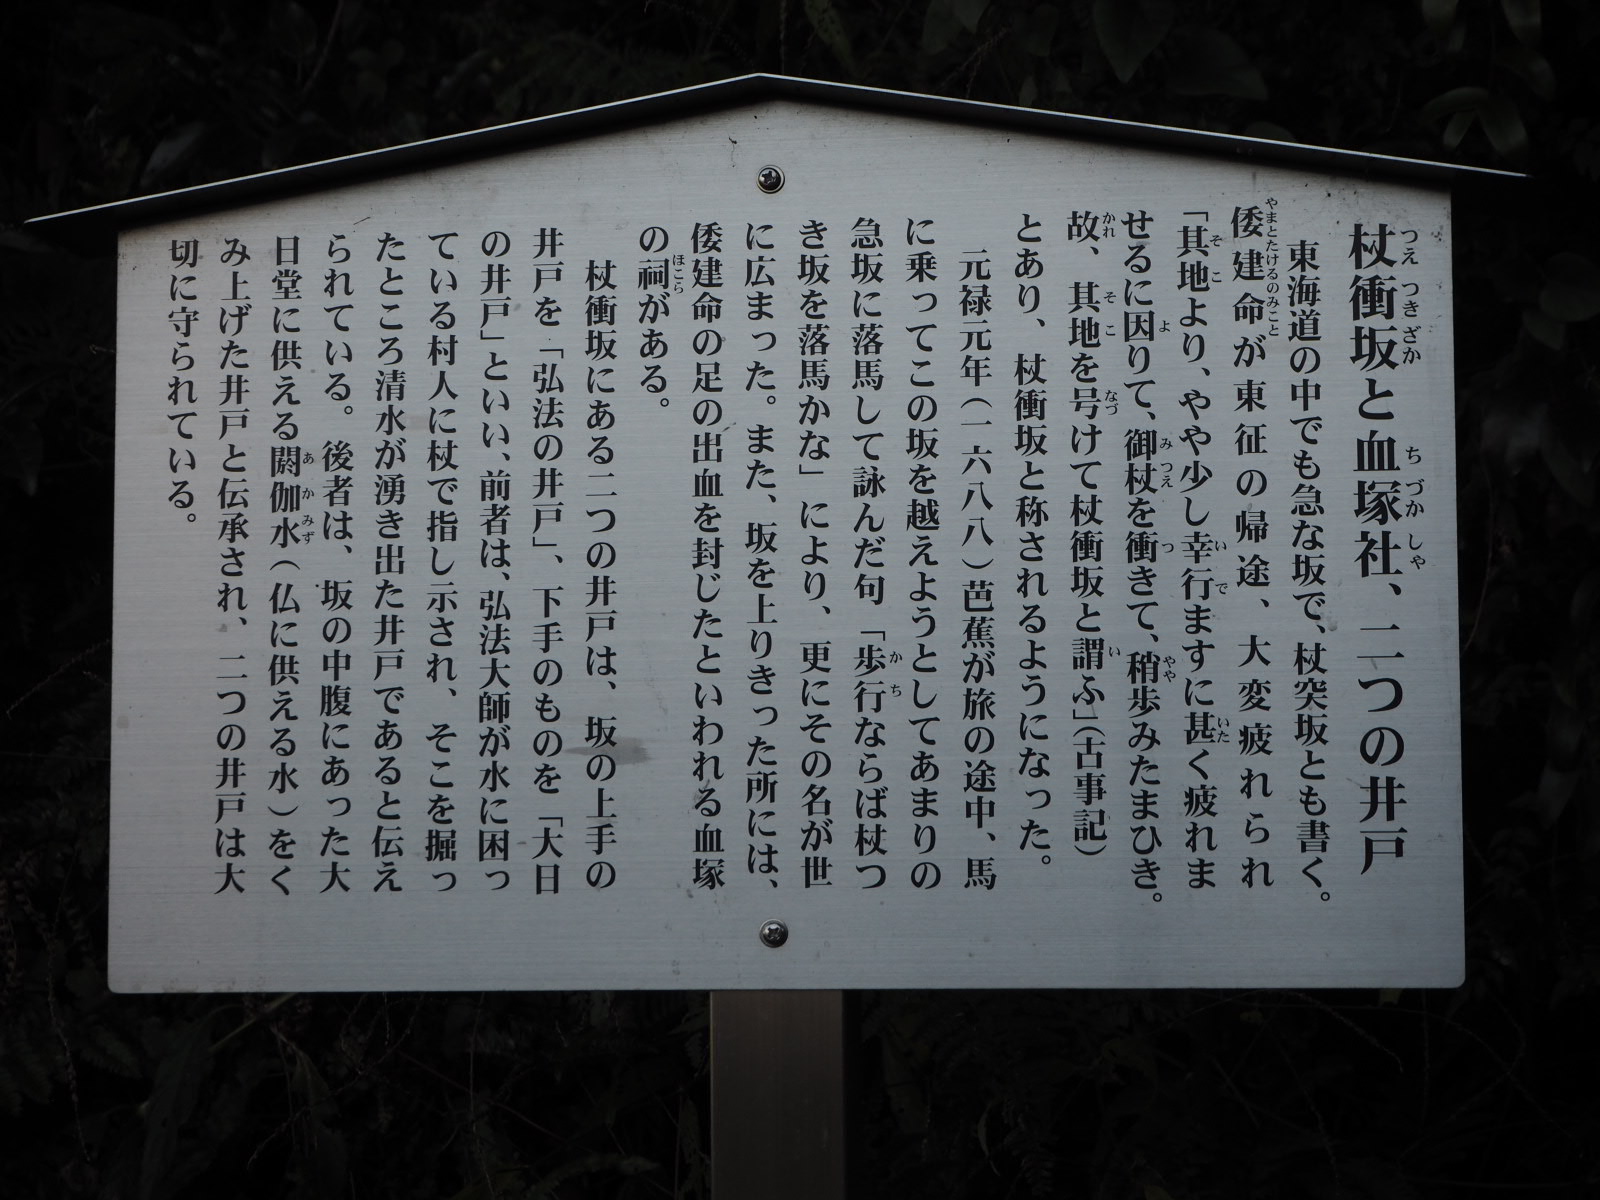 杖衝坂と血塚社、二つの井戸
東海道の中でも急な坂で、杖突坂とも書く。
倭建命が東征の帰途、大変疲れられ
「其地より、やや少し幸行ますに甚く疲れま
せるに因りて、御杖を衝きて、稍歩みたまひき。
故、其地を号けて杖衝坂と謂ふ」（古事記）
とあり、杖衝坂と称されるようになった。
元禄元年（一六八八）芭蕉が旅の途中、馬
に乗ってこの坂を越えようとしてあまりの
急坂に落馬して詠んだ句「歩行ならば杖つ
き坂を落馬かな」により、更にその名が世
に広まった。また、坂を上りきった所には、
倭建命の足の出血を封じたといわれる血塚
の祠がある。
杖衝坂にある二つの井戸は、坂の上手の
井戸を「弘法の井戸」、下手のものを「大日
の井戸」といい、前者は、弘法大師が水に困っ
ている村人に杖で指し示され、そこを掘っ
たところ清水が湧き出た井戸であると伝え
られている。後者は、坂の中腹にあった大
日堂に供える閼伽水（仏に供える水）をく
み上げた井戸と伝承され、二つの井戸は大
切に守られている。